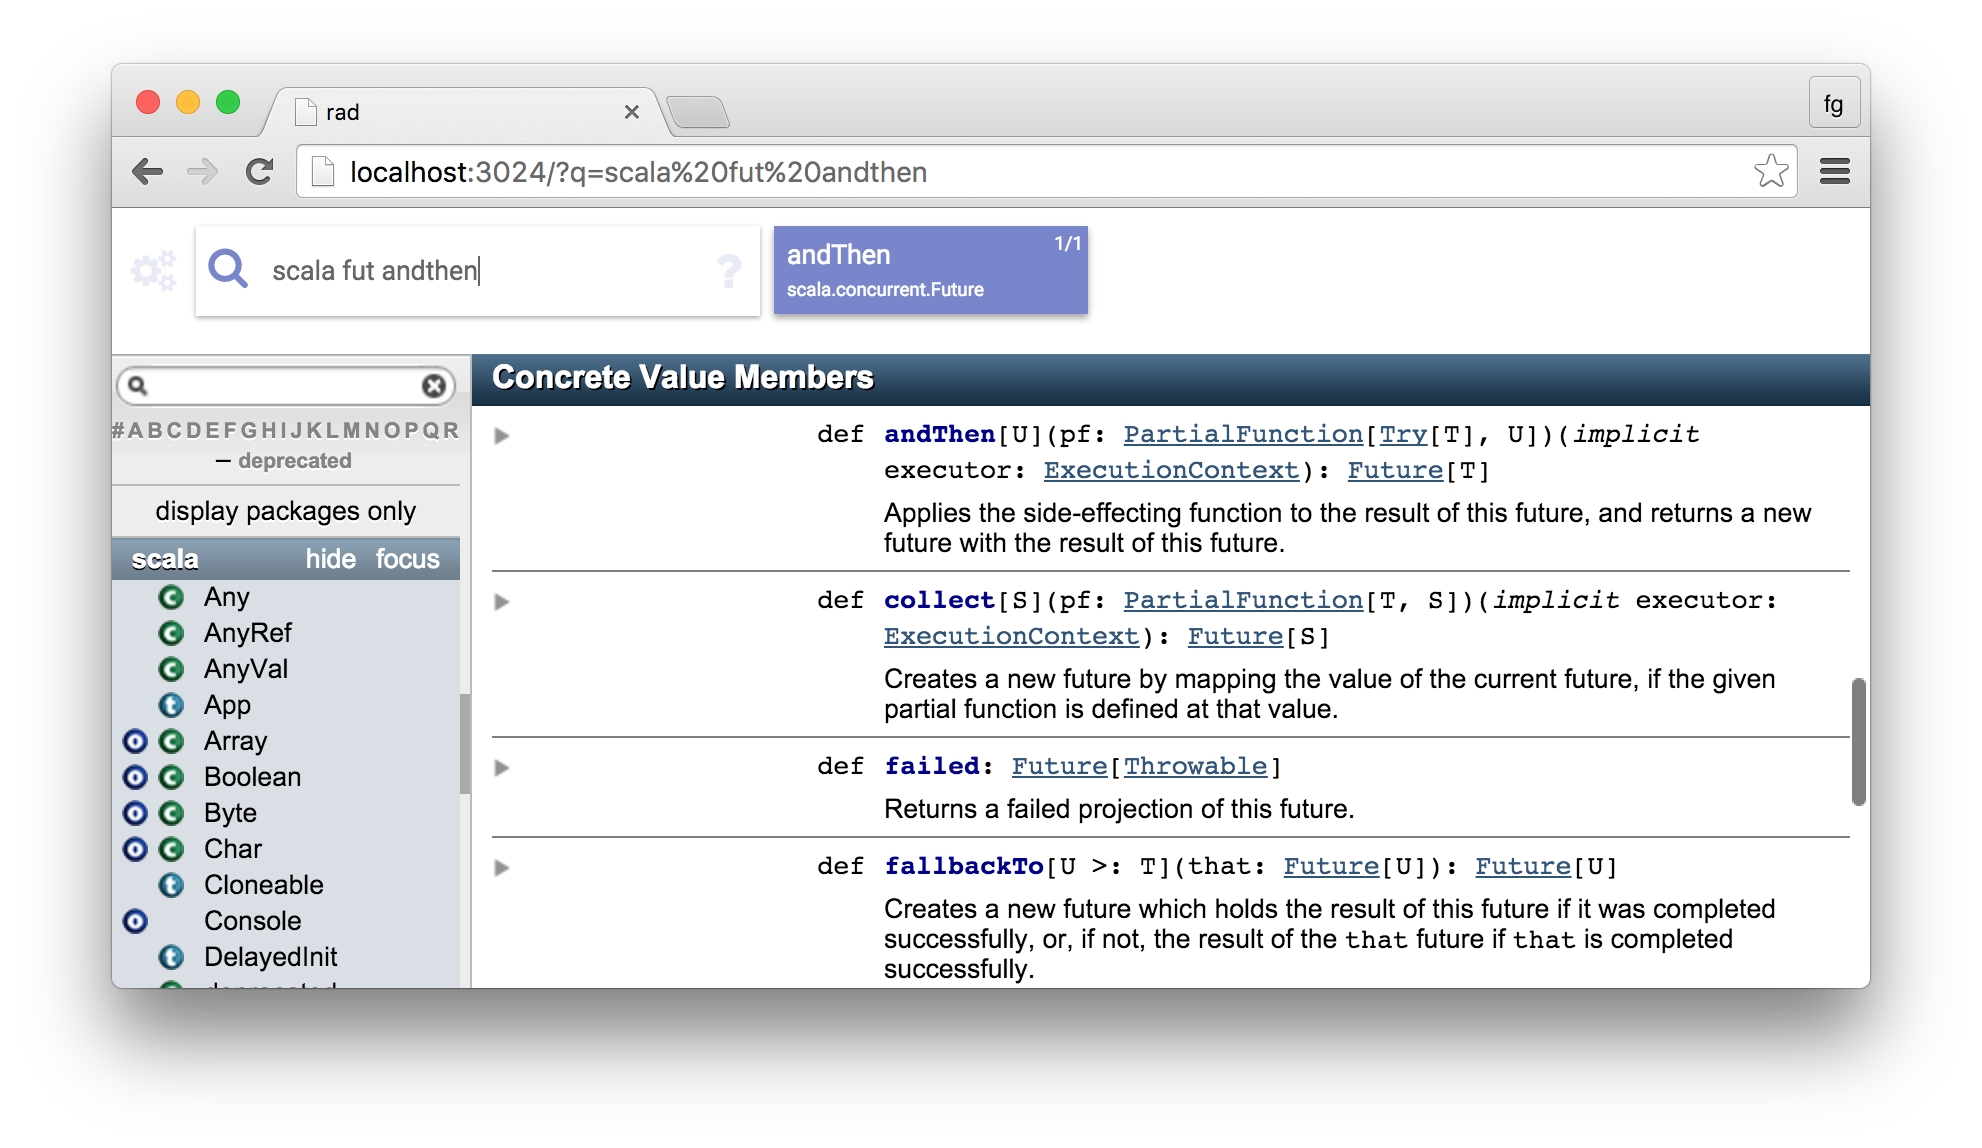 rad
fg
localhost:3024/?q=scala%20fut%20andthen
scala fut andthen
?
andThen 1/1
scala.concurrent.Future
#ABCDEFGHIJKLMNOPQR
– deprecated
display packages only
scala hide focus
Any
AnyRef
AnyVal
App
Array
Boolean
Byte
Char
Cloneable
Console
DelayedInit
deprecated
Concrete Value Members
def andThen[U](pf: PartialFunction[Try[T], U])(implicit
executor: ExecutionContext): Future[T]
Applies the side-effecting function to the result of this future, and returns a new
future with the result of this future.
def collect[S](pf: PartialFunction[T, S])(implicit executor:
ExecutionContext): Future[S]
Creates a new future by mapping the value of the current future, if the given
partial function is defined at that value.
def failed: Future[Throwable]
Returns a failed projection of this future.
def fallbackTo[U >: T](that: Future[U]): Future[U]
Creates a new future which holds the result of this future if it was completed
successfully, or, if not, the result of the that future if that is completed
successfully.